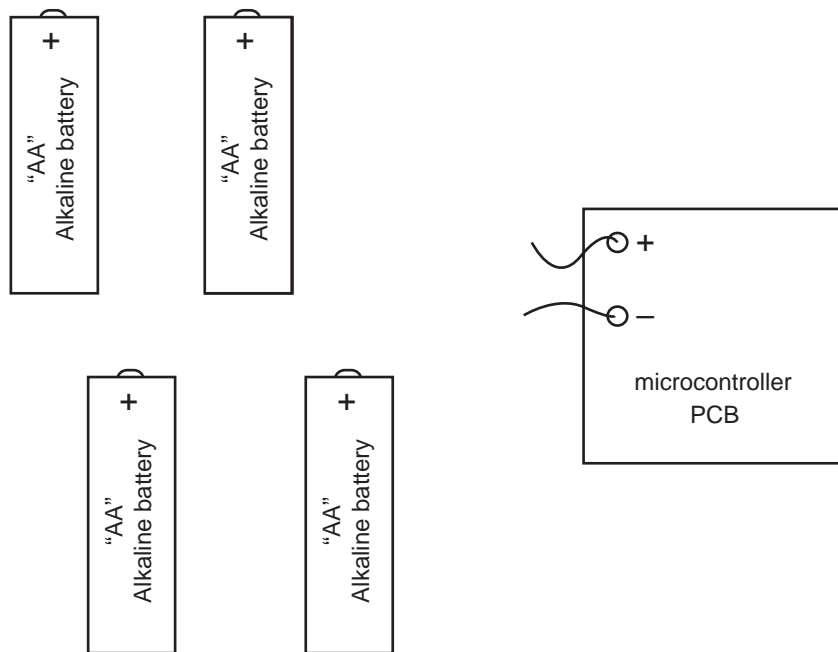 +
“AA”
Alkaline battery
+
“AA”
Alkaline battery
+
–
microcontroller
PCB
+
“AA”
Alkaline battery
+
“AA”
Alkaline battery